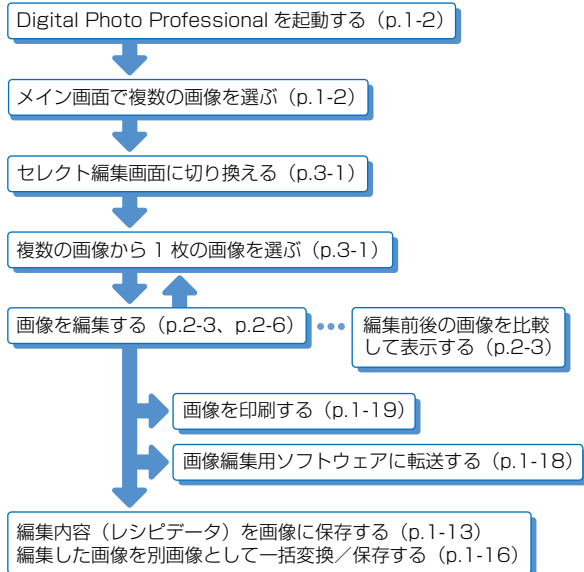 Digital Photo Professional を起動する（p.1-2）
メイン画面で複数の画像を選ぶ（p.1-2）
セレクト編集画面に切り換える（p.3-1）
複数の画像から 1 枚の画像を選ぶ（p.3-1）
画像を編集する（p.2-3、p.2-6）
編集前後の画像を比較
して表示する（p.2-3）
画像を印刷する（p.1-19）
画像編集用ソフトウェアに転送する（p.1-18）
編集内容（レシピデータ）を画像に保存する（p.1-13）
編集した画像を別画像として一括変換／保存する（p.1-16）